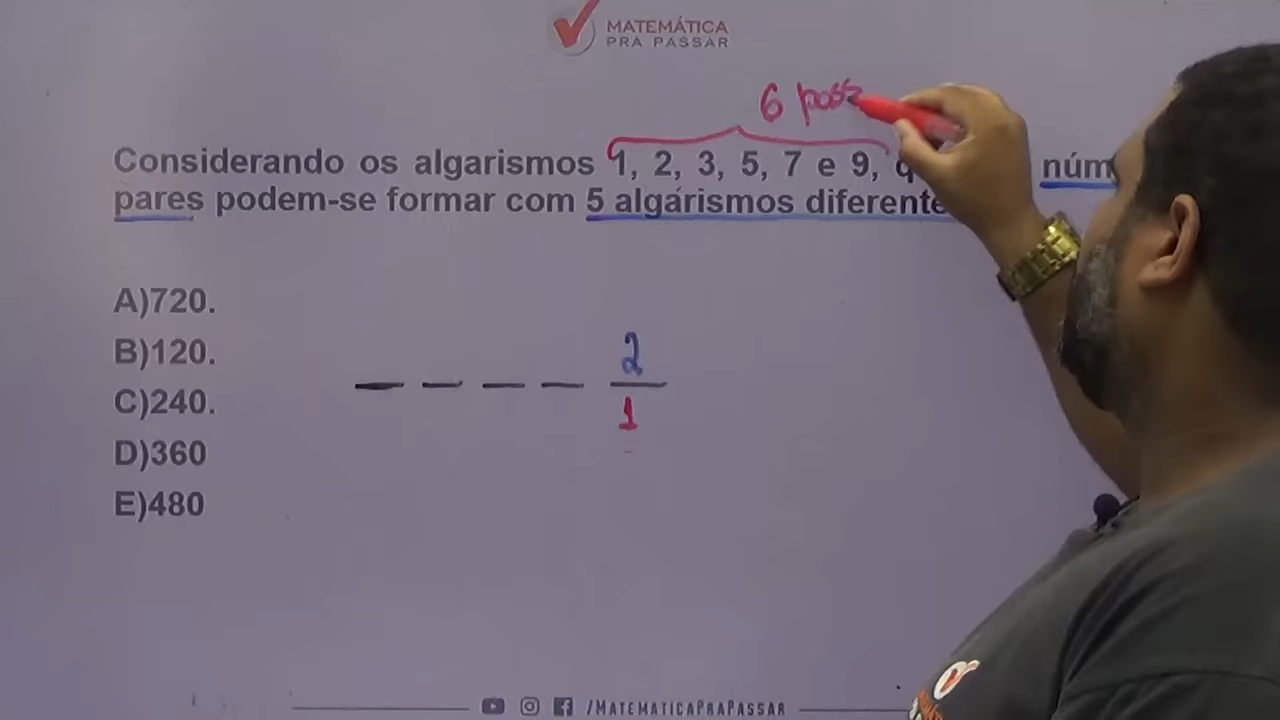 MATEMÁTICA
PRA PASSAR
6 poss
Considerando os algarismos 1, 2, 3, 5, 7 e 9,
pares podem-se formar com 5 algarismos
A)720.
B)120.
C)240.
D)360
E)480
2
1
/MATEMATICAPRAPASSAR